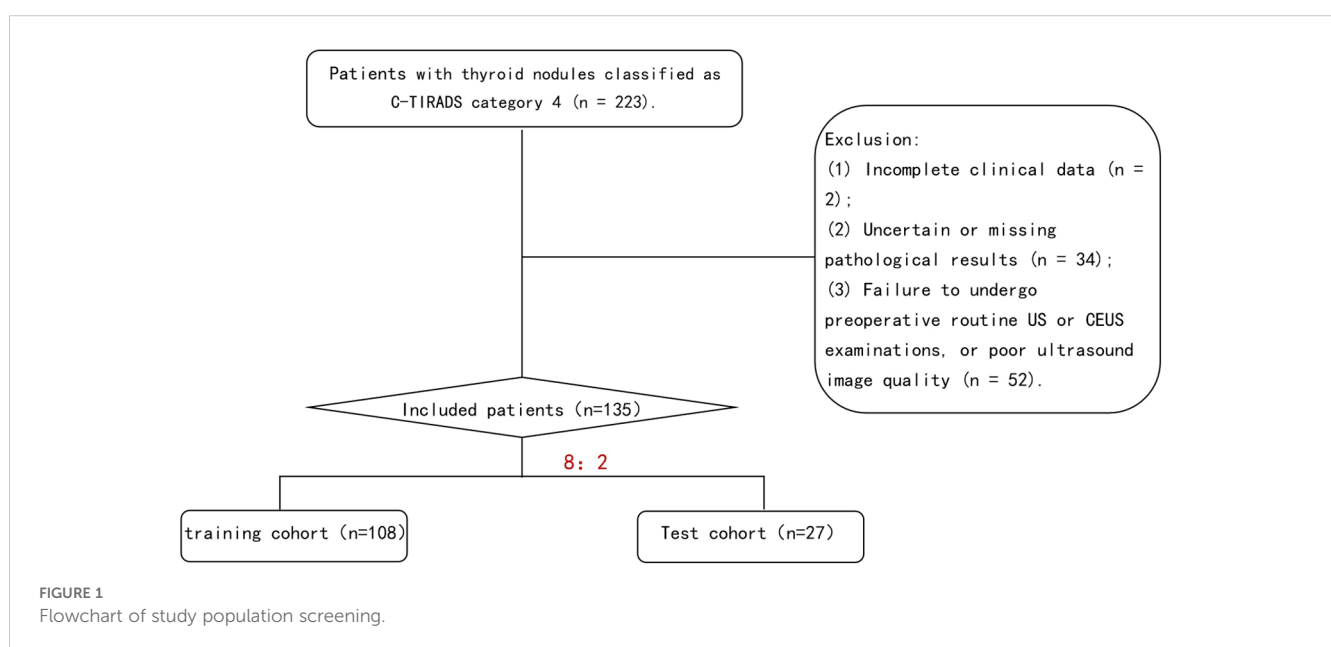 Patients with thyroid nodules classified as
C-TIRADS category 4 (n = 223).
Exclusion:
(1) Incomplete clinical data (n =
2);
(2) Uncertain or missing
pathological results (n = 34);
(3) Failure to undergo
preoperative routine US or CEUS
examinations, or poor ultrasound
image quality (n = 52).
Included patients (n=135)
8: 2
training cohort (n=108)
Test cohort (n=27)
FIGURE 1
Flowchart of study population screening.